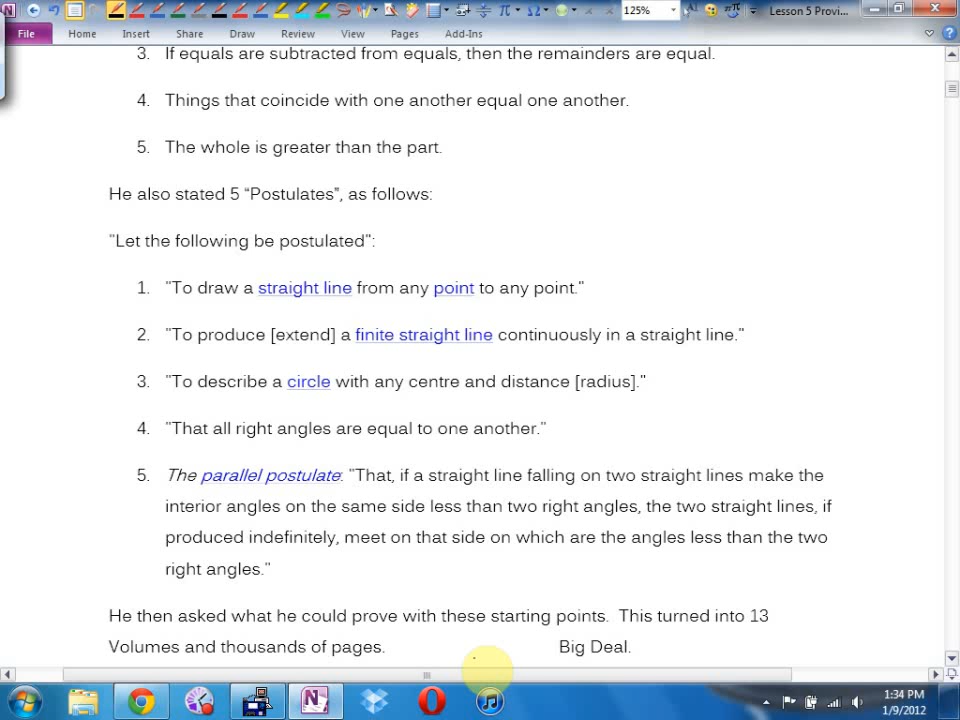 125%
Lesson 5 Provi...
File Home Insert Share Draw Review View Pages Add-Ins
3. If equals are subtracted from equals, then the remainders are equal.
4. Things that coincide with one another equal one another.
5. The whole is greater than the part.
He also stated 5 “Postulates”, as follows:
"Let the following be postulated":
1. "To draw a straight line from any point to any point."
2. "To produce [extend] a finite straight line continuously in a straight line."
3. "To describe a circle with any centre and distance [radius]."
4. "That all right angles are equal to one another."
5. The parallel postulate: "That, if a straight line falling on two straight lines make the
interior angles on the same side less than two right angles, the two straight lines, if
produced indefinitely, meet on that side on which are the angles less than the two
right angles."
He then asked what he could prove with these starting points. This turned into 13
Volumes and thousands of pages. Big Deal.
1:34 PM
1/9/2012